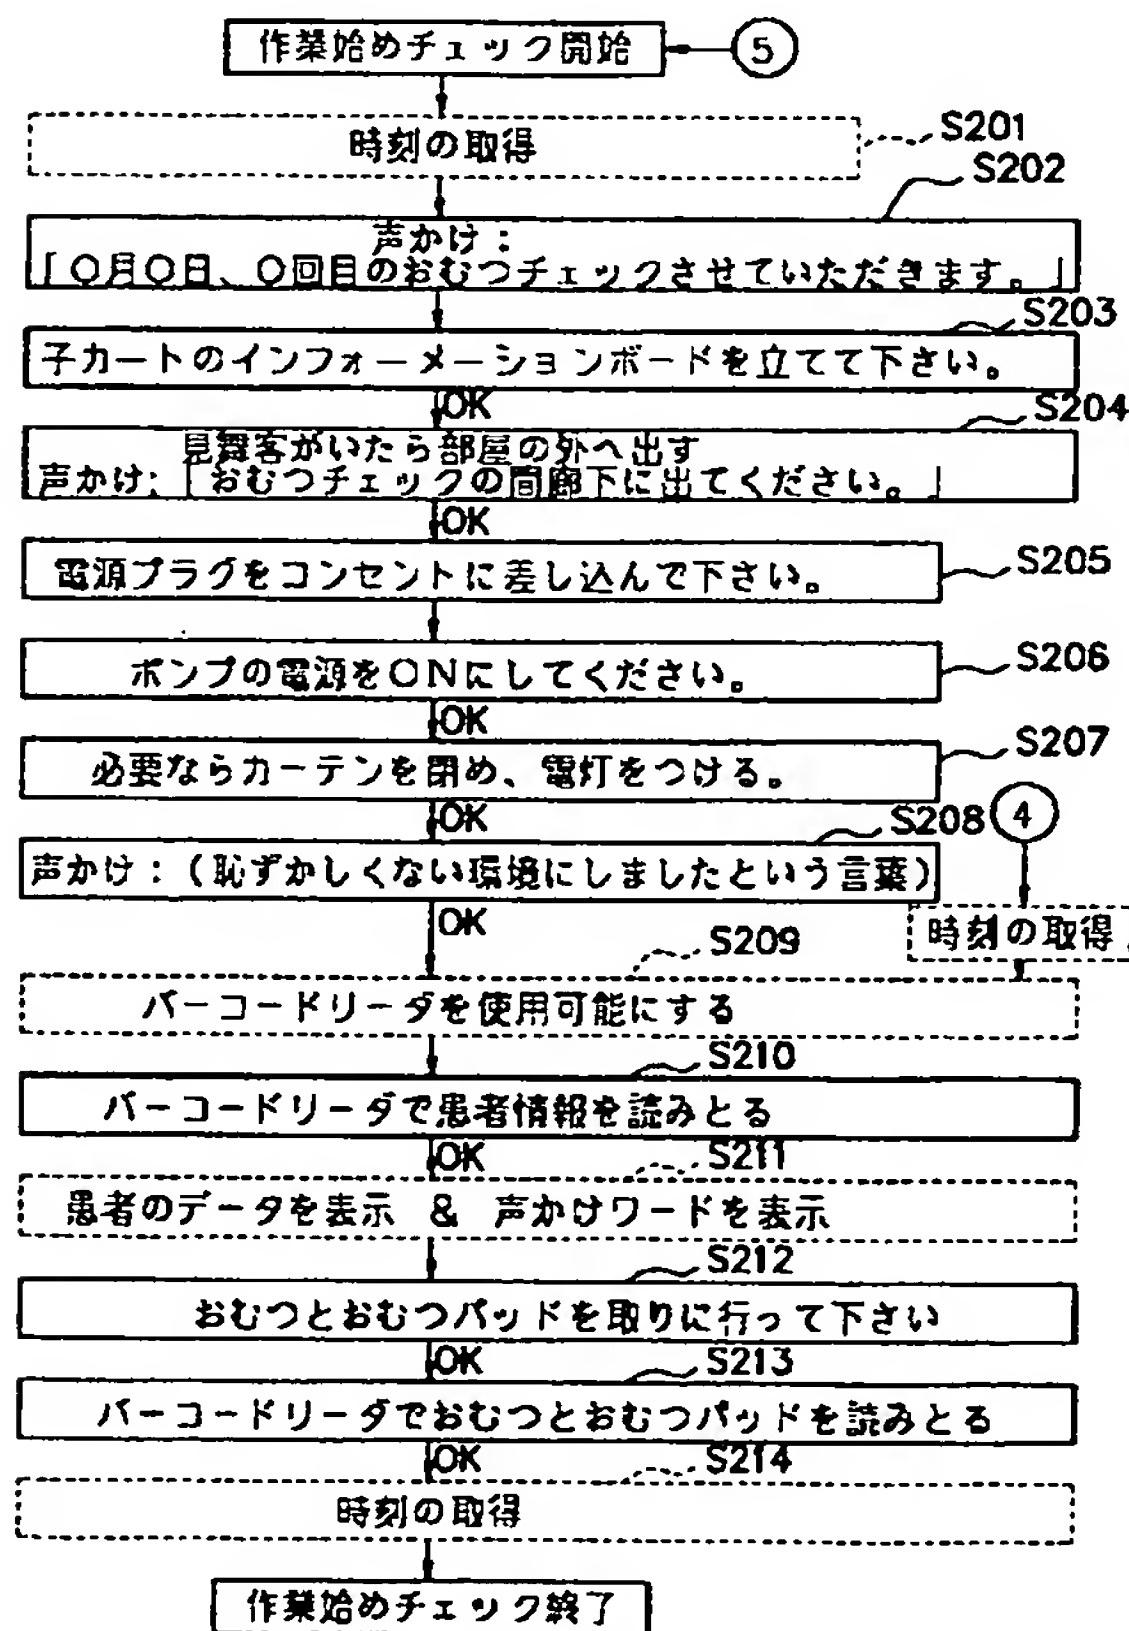 作業始めチェック開始
5
時刻の取得
S201
S202
声かけ：
「〇月〇日、〇回目のおむつチェックさせていただきます。」
S203
子カートのインフォーメーションボードを立てて下さい。
OK
S204
見舞客がいたら部屋の外へ出す
声かけ：「おむつチェックの間廊下に出てください。」
OK
電源プラグをコンセントに差し込んで下さい。
S205
ポンプの電源をONにしてください。
S206
OK
必要ならカーテンを閉め、電灯をつける。
S207
OK
S208
4
声かけ：（恥ずかしくない環境にしましたという言葉）
OK
時刻の取得
S209
バーコードリーダを使用可能にする
S210
バーコードリーダで患者情報を読みとる
OK
S211
患者のデータを表示 & 声かけワードを表示
S212
おむつとおむつパッドを取りに行って下さい
OK
S213
バーコードリーダでおむつとおむつパッドを読みとる
OK
S214
時刻の取得
作業始めチェック終了